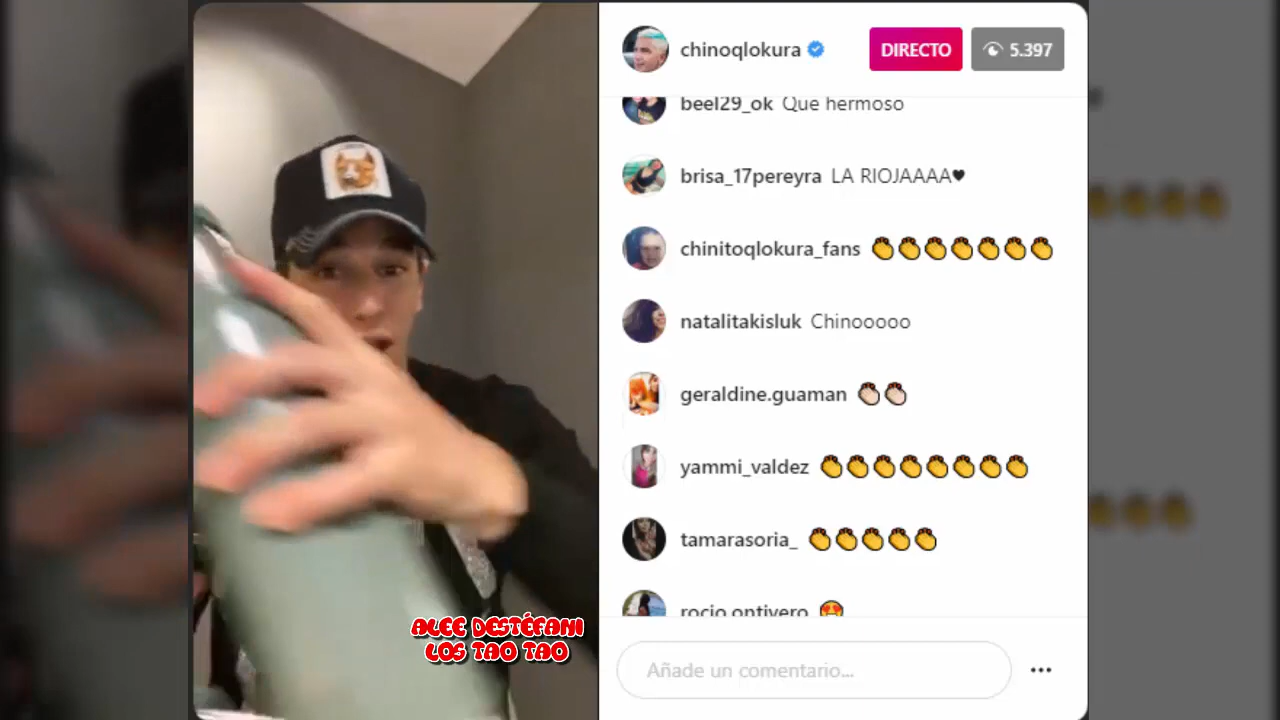 chinoqlokura
DIRECTO
5.397
beel29_ok Que hermoso
brisa_17pereyra LA RIOJAAAA♥
chinitoqlokura_fans 👏👏👏👏👏👏👏
natalitakisluk Chinooooo
geraldine.guaman 👏🏻👏🏻
yammi_valdez 👏👏👏👏👏👏👏👏
tamarasoria_ 👏👏👏👏👏
rocio ontivero 😍
Añade un comentario...
ALEE DESTÉFANI
LOS TAO TAO